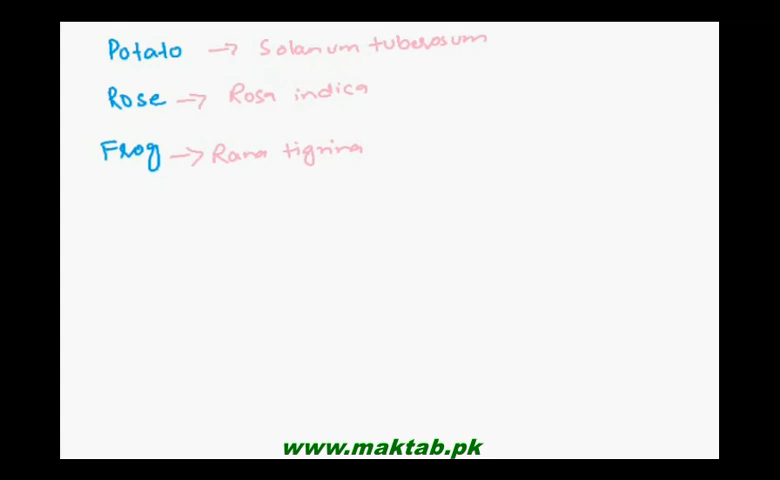 Potato → Solanum tuberosum
Rose → Rosa indica
Frog → Rana tigrina
www.maktab.pk